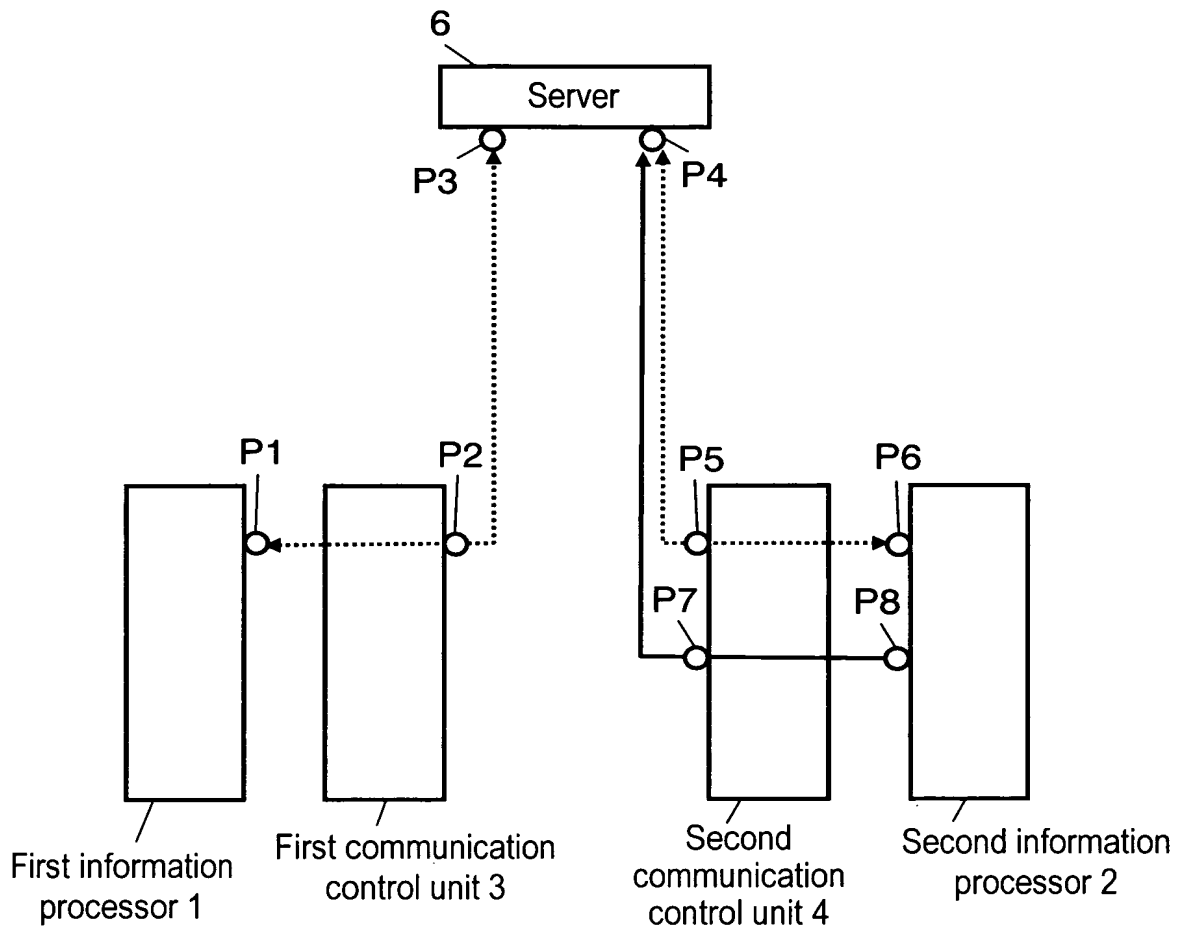 6
Server
P3
P4
P1
P2
P5
P6
P7
P8
First information
processor 1
First communication
control unit 3
Second
communication
control unit 4
Second information
processor 2